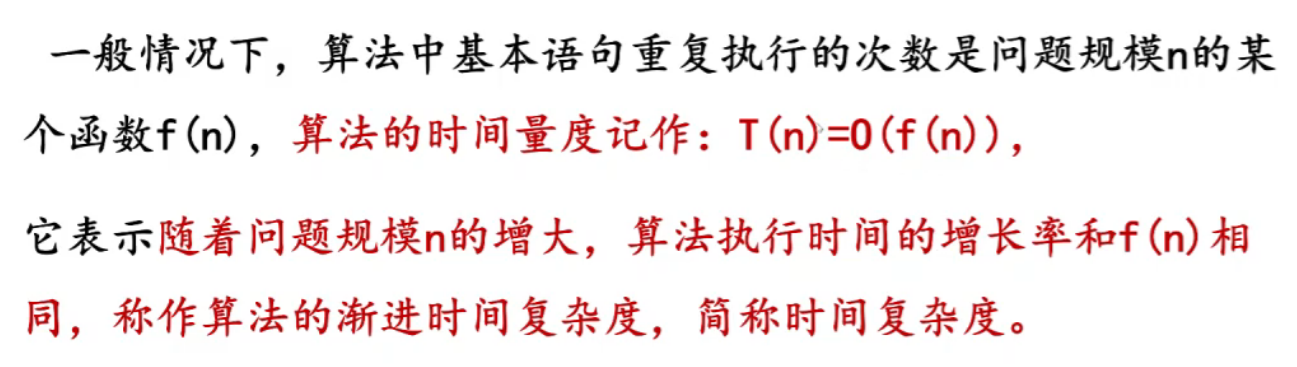 一般情况下，算法中基本语句重复执行的次数是问题规模n的某
个函数f(n)，算法的时间量度记作：T(n)=O(f(n))，
它表示随着问题规模n的增大，算法执行时间的增长率和f(n)相
同，称作算法的渐进时间复杂度，简称时间复杂度。